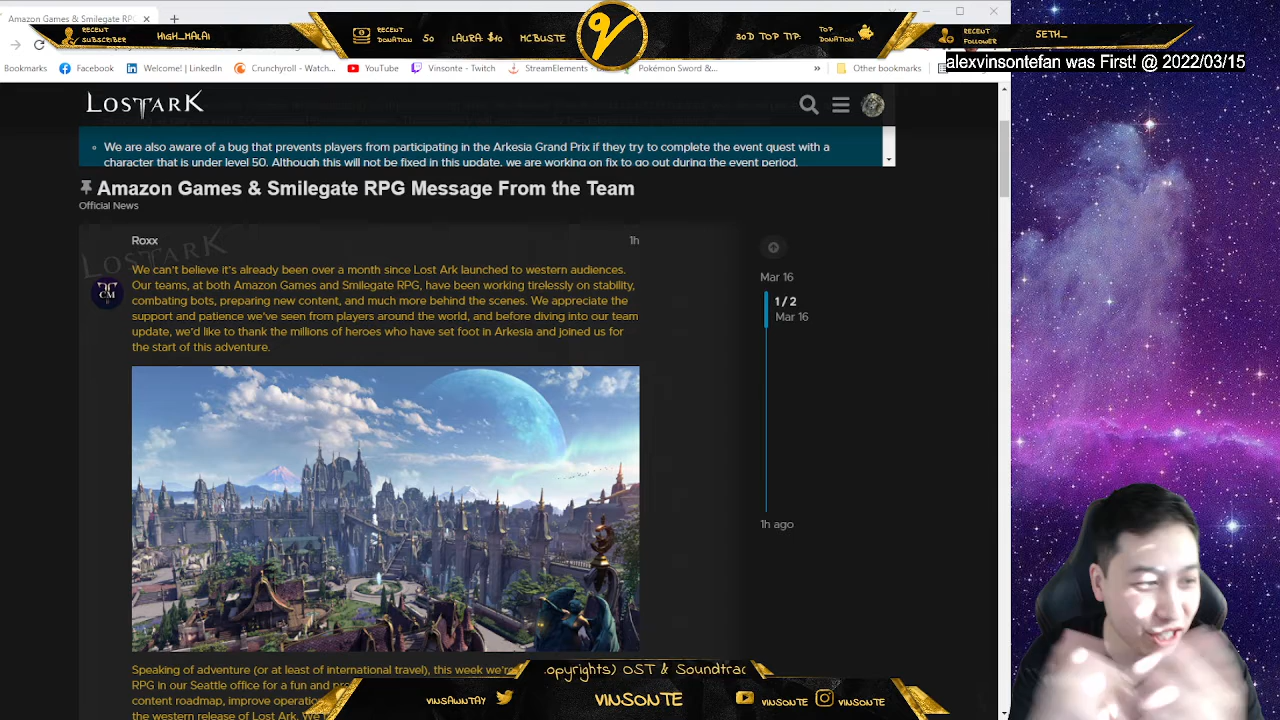 Amazon Games & Smilegate RPG M
RECENT SUBSCRIBER
HIGH_HALAI
RECENT DONATION
50
LAURA: $40
MCBUSTE
30D TOP TIP:
TOP DONATION
RECENT FOLLOWER
SETH_
alexvinsontefan was First! @ 2022/03/15
Bookmarks
Facebook
Welcome! | LinkedIn
Crunchyroll - Watch...
YouTube
Vinsonte - Twitch
StreamElements -
Pokémon Sword &...
»
Other bookmarks
LOST ARK
We are also aware of a bug that prevents players from participating in the Arkesia Grand Prix if they try to complete the event quest with a
character that is under level 50. Although this will not be fixed in this update, we are working on fix to go out during the event period.
Amazon Games & Smilegate RPG Message From the Team
Official News
LOST ARK
Roxx
1h
We can't believe it's already been over a month since Lost Ark launched to western audiences.
Our teams, at both Amazon Games and Smilegate RPG, have been working tirelessly on stability,
combating bots, preparing new content, and much more behind the scenes. We appreciate the
support and patience we've seen from players around the world, and before diving into our team
update, we'd like to thank the millions of heroes who have set foot in Arkesia and joined us for
the start of this adventure.
CM
Mar 16
1 / 2
Mar 16
1h ago
Speaking of adventure (or at least of international travel), this week we're
RPG in our Seattle office for a fun and
content roadmap, improve
the western release of Lost Ark. We
.opyrights) OST & Soundtrac
VINSAWNTAY
VINSONTE
VINSONTE
VINSONTE